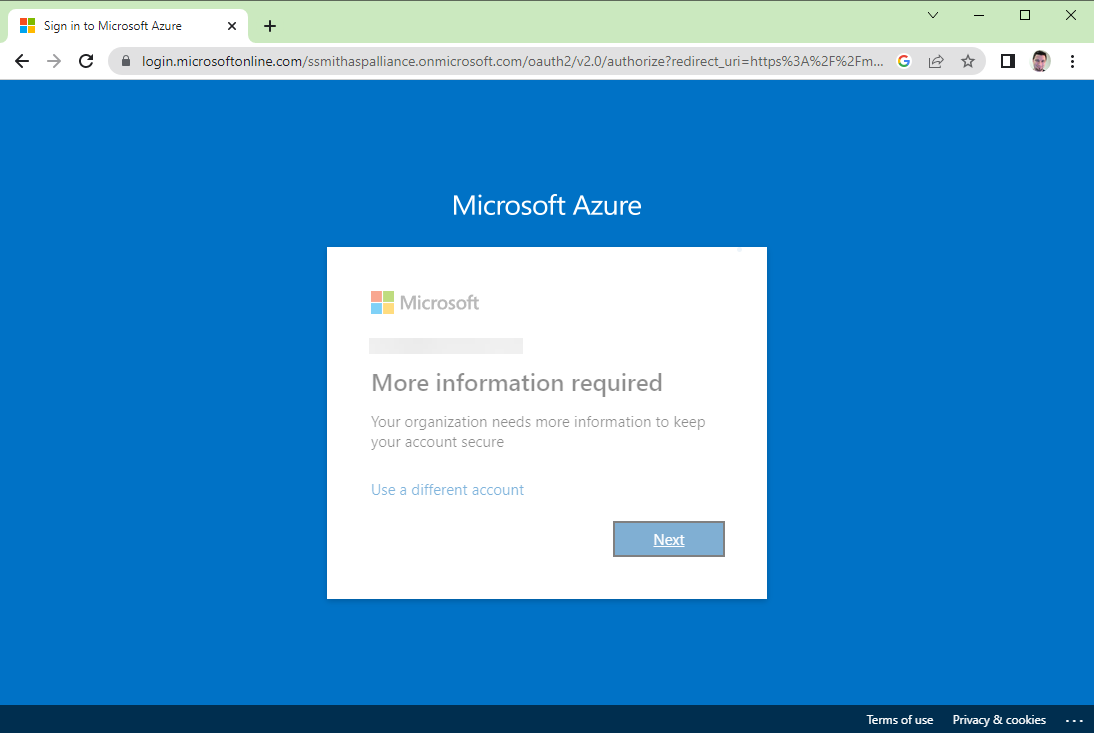 Sign in to Microsoft Azure
login.microsoftonline.com/ssmithaspalliance.onmicrosoft.com/oauth2/v2.0/authorize?redirect_uri=https%3A%2F%2Fm...
Microsoft Azure
Microsoft
More information required
Your organization needs more information to keep
your account secure
Use a different account
Next
Terms of use Privacy & cookies ...